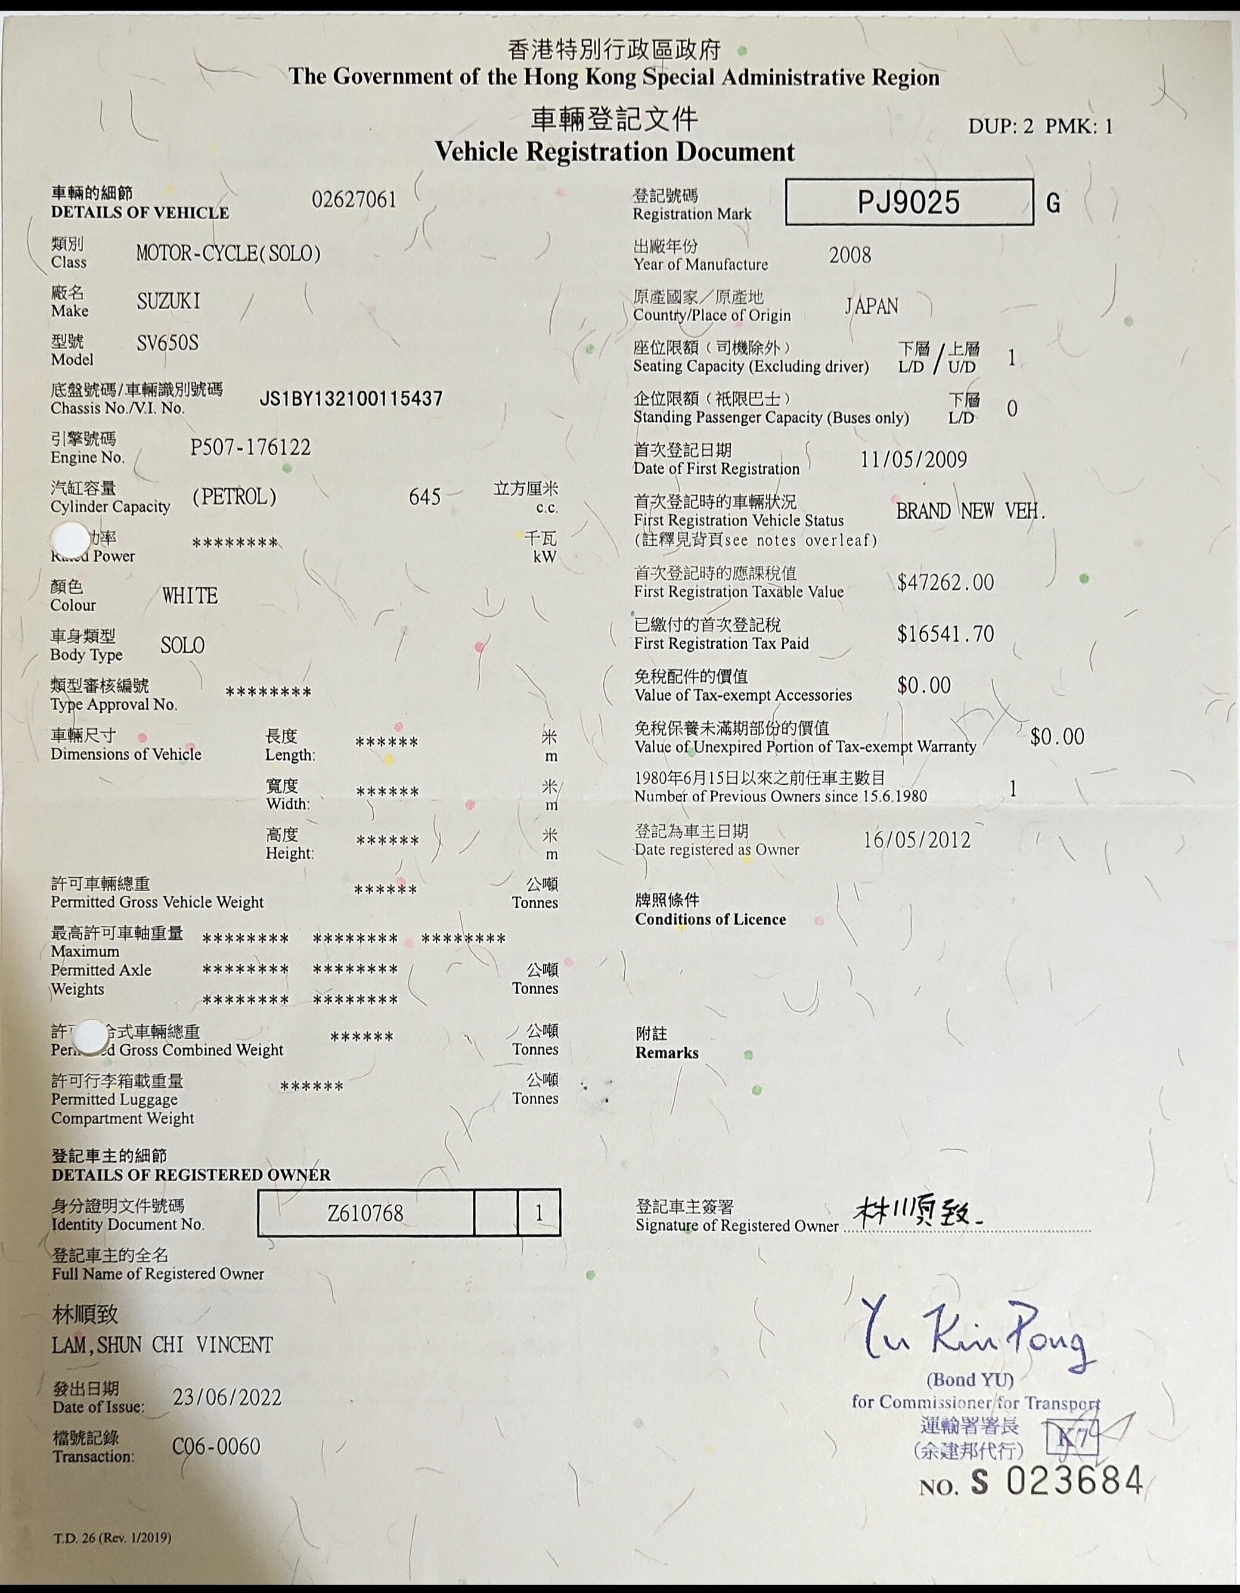 香港特別行政區政府
The Government of the Hong Kong Special Administrative Region
車輛登記文件
Vehicle Registration Document
DUP: 2 PMK: 1
車輛的細節
DETAILS OF VEHICLE 02627061
類別
Class MOTOR-CYCLE(SOLO)
廠名
Make SUZUKI
型號
Model SV650S
底盤號碼/車輛識別號碼
Chassis No./V.I. No. JS1BY132100115437
引擎號碼
Engine No. P507-176122
汽缸容量 立方厘米
Cylinder Capacity (PETROL) 645 c.c.
功率 ******** 千瓦
Rated Power kW
顏色
Colour WHITE
車身類型
Body Type SOLO
類型審核編號
Type Approval No. ********
車輛尺寸 長度 ****** 米
Dimensions of Vehicle Length: m
寬度 ****** 米
Width: m
高度 ****** 米
Height: m
許可車輛總重 ****** 公噸
Permitted Gross Vehicle Weight Tonnes
最高許可車軸重量 ******** ******** ********
Maximum
Permitted Axle ******** ******** 公噸
Weights Tonnes
******** ********
許可 合式車輛總重 ****** 公噸
Permitted Gross Combined Weight Tonnes
許可行李箱載重量 ****** 公噸
Permitted Luggage Tonnes
Compartment Weight
登記車主的細節
DETAILS OF REGISTERED OWNER
身分證明文件號碼
Identity Document No. Z610768 1
登記車主的全名
Full Name of Registered Owner
林順致
LAM,SHUN CHI VINCENT
發出日期
Date of Issue: 23/06/2022
檔號記錄
Transaction: C06-0060
T.D. 26 (Rev. 1/2019)
登記號碼
Registration Mark PJ9025 G
出廠年份
Year of Manufacture 2008
原產國家／原產地
Country/Place of Origin JAPAN
座位限額（司機除外） 下層 / 上層
Seating Capacity (Excluding driver) L/D / U/D 1
企位限額（祇限巴士） 下層
Standing Passenger Capacity (Buses only) L/D 0
首次登記日期
Date of First Registration 11/05/2009
首次登記時的車輛狀況
First Registration Vehicle Status BRAND NEW VEH.
(註釋見背頁see notes overleaf)
首次登記時的應課稅值
First Registration Taxable Value $47262.00
已繳付的首次登記稅
First Registration Tax Paid $16541.70
免稅配件的價值
Value of Tax-exempt Accessories $0.00
免稅保養未滿期部份的價值
Value of Unexpired Portion of Tax-exempt Warranty $0.00
1980年6月15日以來之前任車主數目
Number of Previous Owners since 15.6.1980 1
登記為車主日期
Date registered as Owner 16/05/2012
牌照條件
Conditions of Licence
附註
Remarks
登記車主簽署
Signature of Registered Owner 林順致
Yu Kin Pong
(Bond YU)
for Commissioner for Transport
運輸署署長
(余建邦代行) K7
NO. S 023684